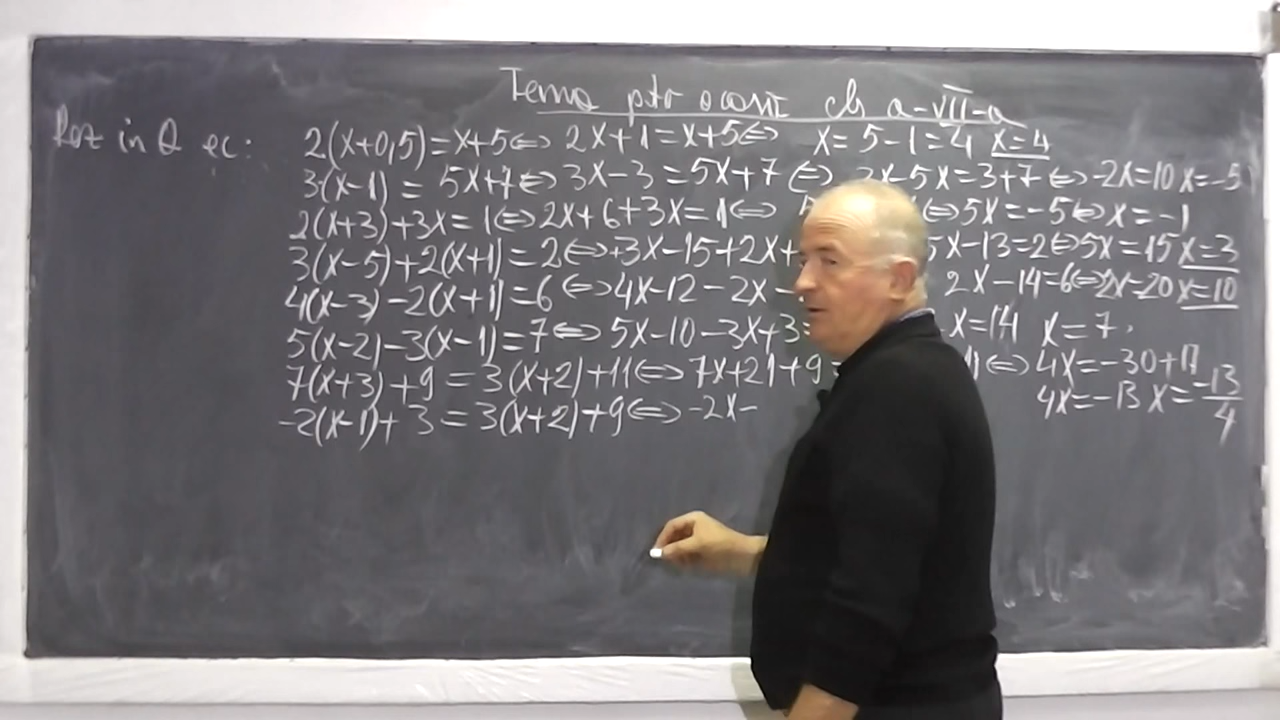 Tema ptr acasă cls a-VII-a
Rez in Q ec: 2(x+0,5)=x+5⇔ 2x+1=x+5⇔ x=5-1=4 x=4
3(x-1) = 5x+7⇔ 3x-3=5x+7 ⇔ 3x-5x=3+7 ⇔ -2x=10 x=-5
2(x+3)+3x=1⇔2x+6+3x=1⇔ ⇔5x=-5⇔x=-1
3(x-5)+2(x+1)=2⇔+3x-15+2x+ 5x-13=2⇔5x=15 x=3
4(x-3)-2(x+1)=6 ⇔4x-12-2x- 2x-14=6⇔2x-20 x=10
5(x-2)-3(x-1)=7⇔ 5x-10-3x+3= x=14 x=7.
7(x+3)+9 = 3(x+2)+11⇔ 7x+21+9 ⇔ 4x=-30+17
4x=-13 x=-13/4
-2(x-1)+3 = 3(x+2)+9⇔ -2x-